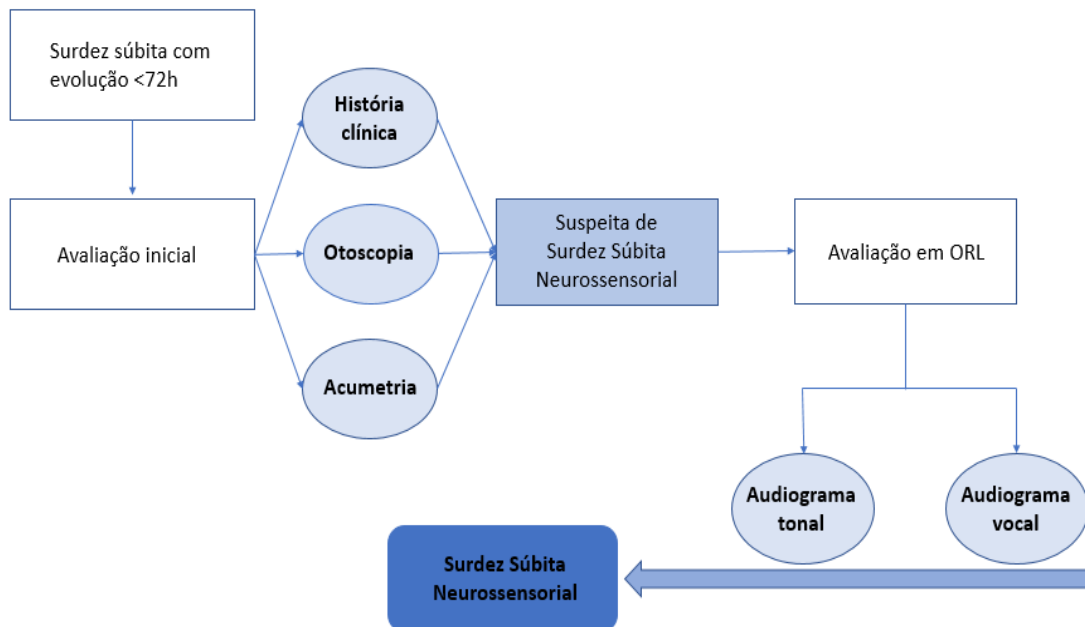 Surdez súbita com
evolução <72h
Avaliação inicial
História
clínica
Otoscopia
Acumetria
Suspeita de
Surdez Súbita
Neurossensorial
Avaliação em ORL
Audiograma
tonal
Audiograma
vocal
Surdez Súbita
Neurossensorial